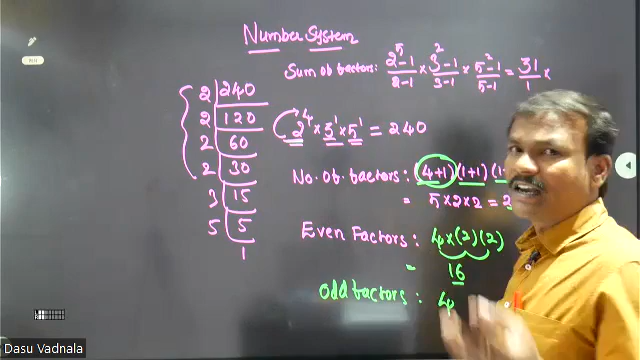 Number System
Sum of factors: 2⁵-1/2-1 × 3²-1/3-1 × 5²-1/5-1 = 31/1 ×
2 | 240
2 | 120
2 | 60
2 | 30
3 | 15
5 | 5
1
2⁴ × 3¹ × 5¹ = 240
No. of factors: (4+1) (1+1) (1
= 5 × 2 × 2 = 2
Even Factors: 4 × (2) (2)
= 16
Odd factors: 4
Dasu Vadnala